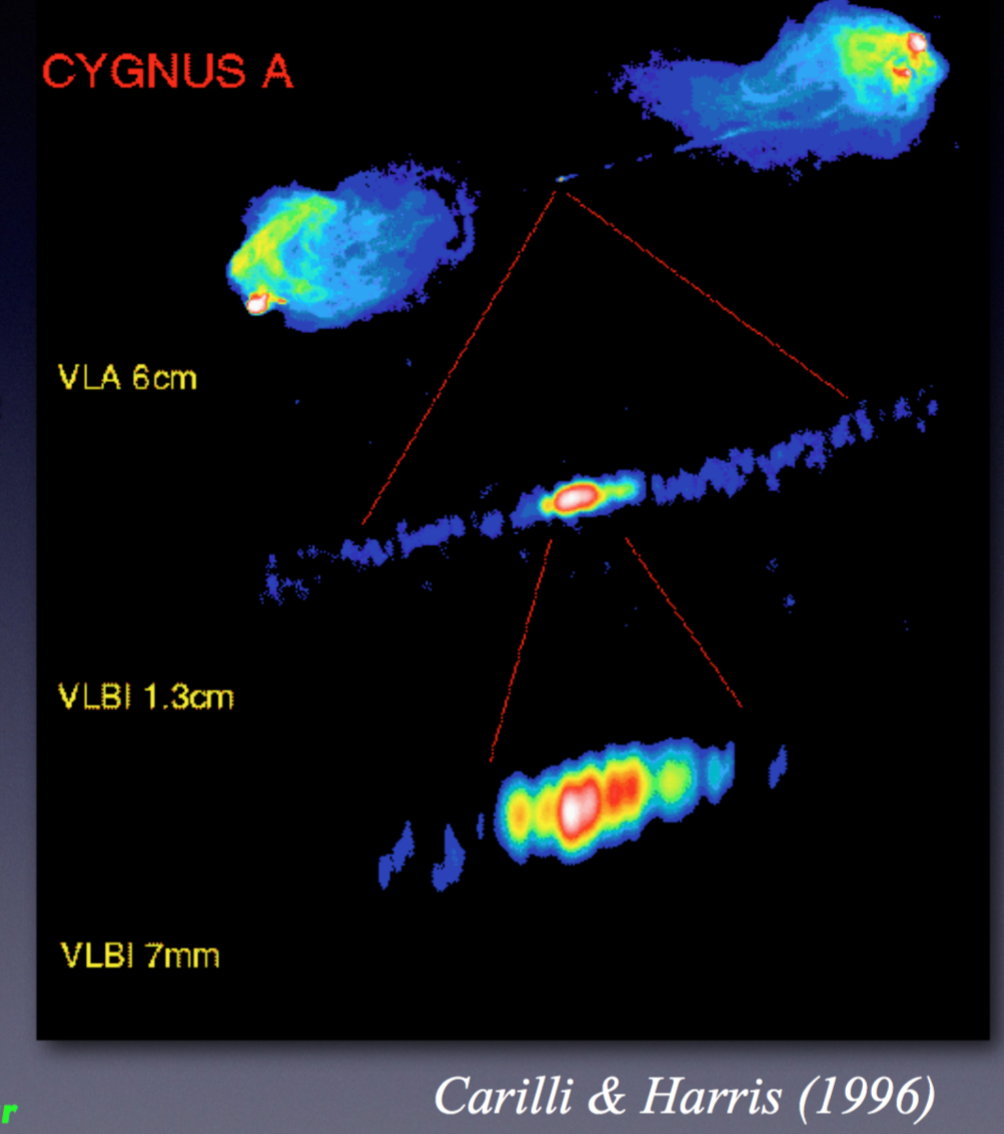 CYGNUS A
VLA 6cm
VLBI 1.3cm
VLBI 7mm
Carilli & Harris (1996)
r